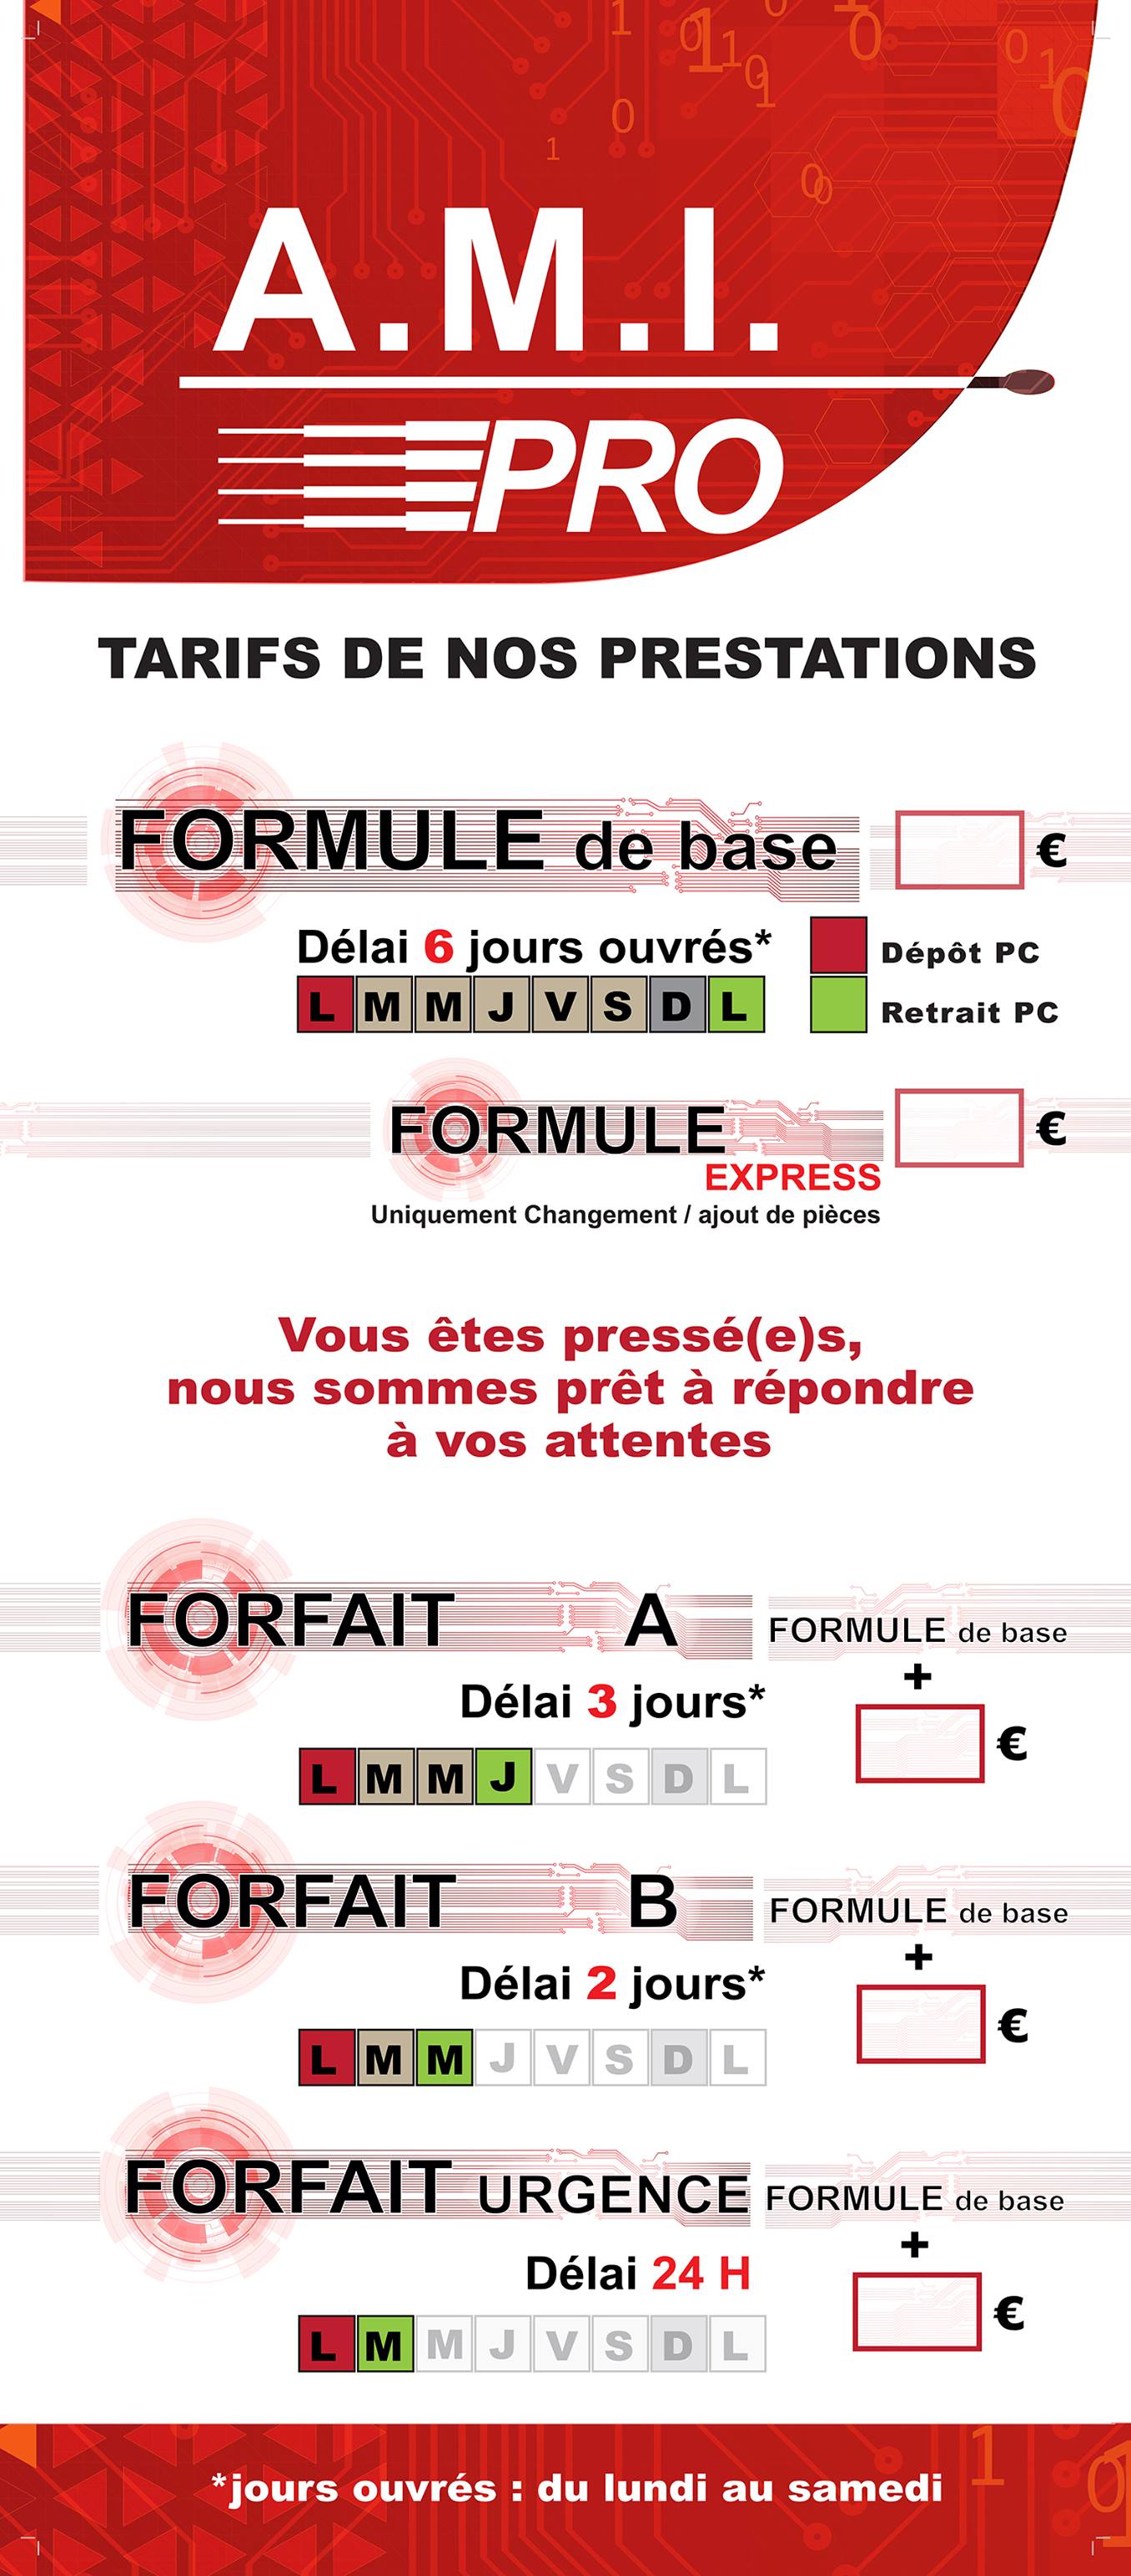 A.M.I.
PRO
TARIFS DE NOS PRESTATIONS
FORMULE de base €
Délai 6 jours ouvrés*
L M M J V S D L
Dépôt PC
Retrait PC
FORMULE €
EXPRESS
Uniquement Changement / ajout de pièces
Vous êtes pressé(e)s,
nous sommes prêt à répondre
à vos attentes
FORFAIT A
FORMULE de base
+
€
Délai 3 jours*
L M M J V S D L
FORFAIT B
FORMULE de base
+
€
Délai 2 jours*
L M M J V S D L
FORFAIT URGENCE
FORMULE de base
+
€
Délai 24 H
L M M J V S D L
*jours ouvrés : du lundi au samedi